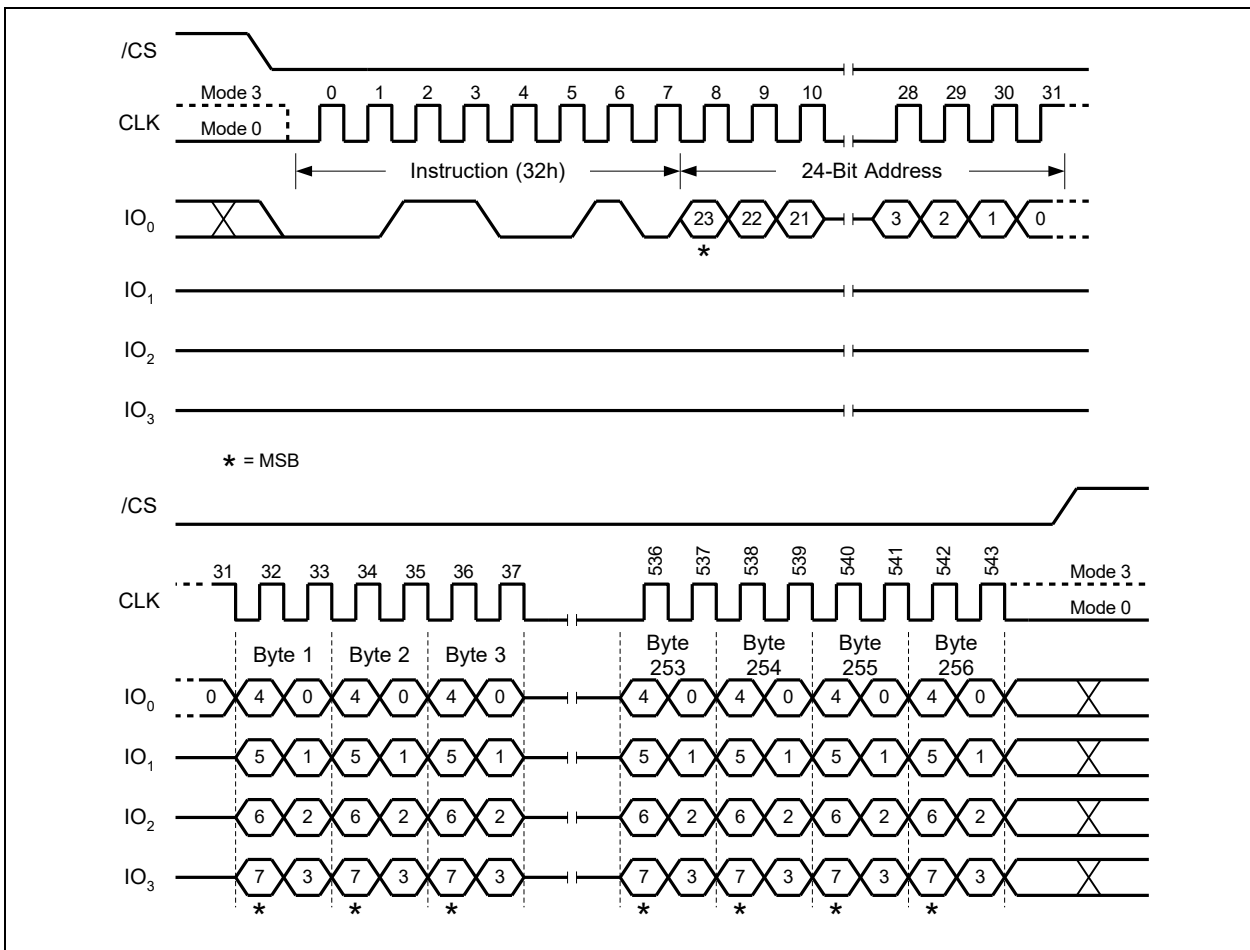 /CS
Mode 3
0 1 2 3 4 5 6 7 8 9 10 28 29 30 31
CLK
Mode 0
Instruction (32h) 24-Bit Address
IO0 23 22 21 3 2 1 0
*
IO1
IO2
IO3
* = MSB
/CS
31 32 33 34 35 36 37 536 537 538 539 540 541 542 543
Mode 3
CLK
Mode 0
Byte 1 Byte 2 Byte 3 Byte 253 Byte 254 Byte 255 Byte 256
IO0 0 4 0 4 0 4 0 4 0 4 0 4 0 4 0
IO1 5 1 5 1 5 1 5 1 5 1 5 1 5 1
IO2 6 2 6 2 6 2 6 2 6 2 6 2 6 2
IO3 7 3 7 3 7 3 7 3 7 3 7 3 7 3
* * * * * * *